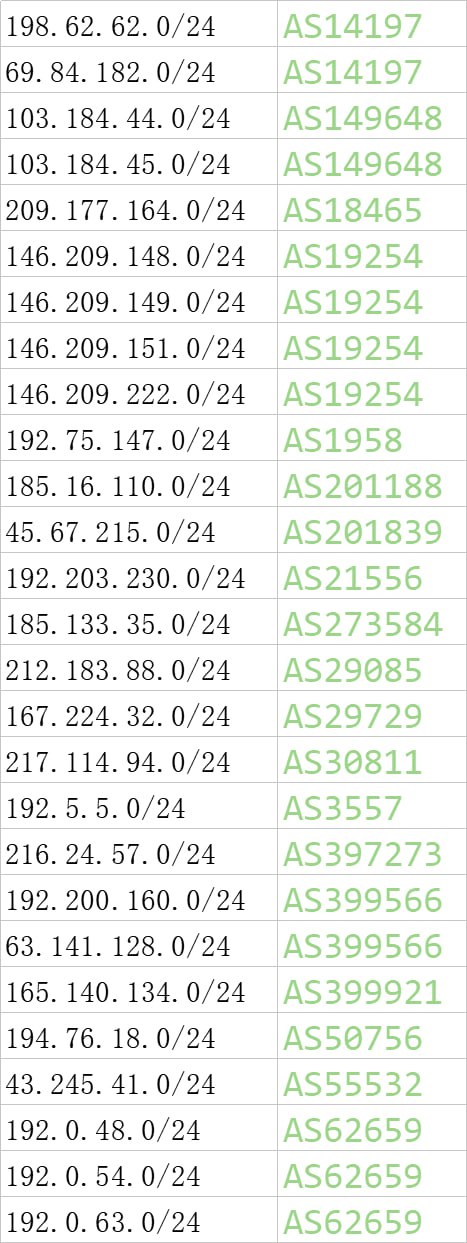 198.62.62.0/24 AS14197
69.84.182.0/24 AS14197
103.184.44.0/24 AS149648
103.184.45.0/24 AS149648
209.177.164.0/24 AS18465
146.209.148.0/24 AS19254
146.209.149.0/24 AS19254
146.209.151.0/24 AS19254
146.209.222.0/24 AS19254
192.75.147.0/24 AS1958
185.16.110.0/24 AS201188
45.67.215.0/24 AS201839
192.203.230.0/24 AS21556
185.133.35.0/24 AS273584
212.183.88.0/24 AS29085
167.224.32.0/24 AS29729
217.114.94.0/24 AS30811
192.5.5.0/24 AS3557
216.24.57.0/24 AS397273
192.200.160.0/24 AS399566
63.141.128.0/24 AS399566
165.140.134.0/24 AS399921
194.76.18.0/24 AS50756
43.245.41.0/24 AS55532
192.0.48.0/24 AS62659
192.0.54.0/24 AS62659
192.0.63.0/24 AS62659